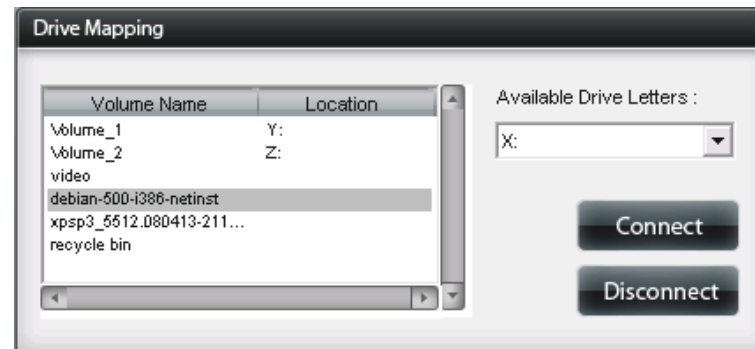 Drive Mapping
Volume Name Location
Volume_1 Y:
Volume_2 Z:
video
debian-500-i386-netinst
xpsp3_5512.080413-211...
recycle bin
Available Drive Letters :
X:
Connect
Disconnect